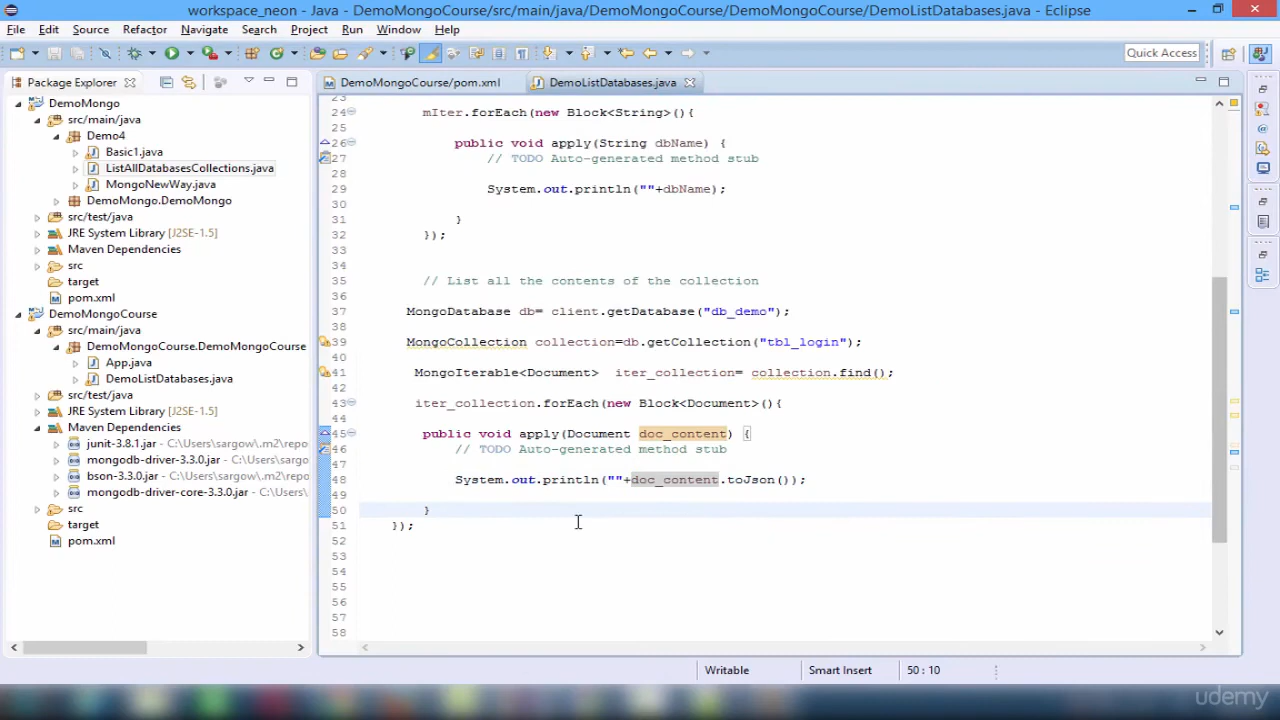 workspace_neon - Java - DemoMongoCourse/src/main/java/DemoMongoCourse/DemoMongoCourse/DemoListDatabases.java - Eclipse
File Edit Source Refactor Navigate Search Project Run Window Help
Quick Access
Package Explorer
DemoMongoCourse/pom.xml
DemoListDatabases.java
DemoMongo
src/main/java
Demo4
Basic1.java
ListAllDatabasesCollections.java
MongoNewWay.java
DemoMongo.DemoMongo
src/test/java
JRE System Library [J2SE-1.5]
Maven Dependencies
src
target
pom.xml
DemoMongoCourse
src/main/java
DemoMongoCourse.DemoMongoCourse
App.java
DemoListDatabases.java
src/test/java
JRE System Library [J2SE-1.5]
Maven Dependencies
junit-3.8.1.jar - C:\Users\sargow\.m2\repo
mongodb-driver-3.3.0.jar - C:\Users\sargow\
bson-3.3.0.jar - C:\Users\sargow\.m2\repo
mongodb-driver-core-3.3.0.jar - C:\Users\
src
target
pom.xml
23
24 mIter.forEach(new Block<String>(){
25
26 public void apply(String dbName) {
27 // TODO Auto-generated method stub
28
29 System.out.println(""+dbName);
30
31 }
32 });
33
34
35 // List all the contents of the collection
36
37 MongoDatabase db= client.getDatabase("db_demo");
38
39 MongoCollection collection=db.getCollection("tbl_login");
40
41 MongoIterable<Document> iter_collection= collection.find();
42
43 iter_collection.forEach(new Block<Document>(){
44
45 public void apply(Document doc_content) {
46 // TODO Auto-generated method stub
47
48 System.out.println(""+doc_content.toJson());
49
50 }
51 });
52
53
54
55
56
57
58
Writable Smart Insert 50 : 10
udemy